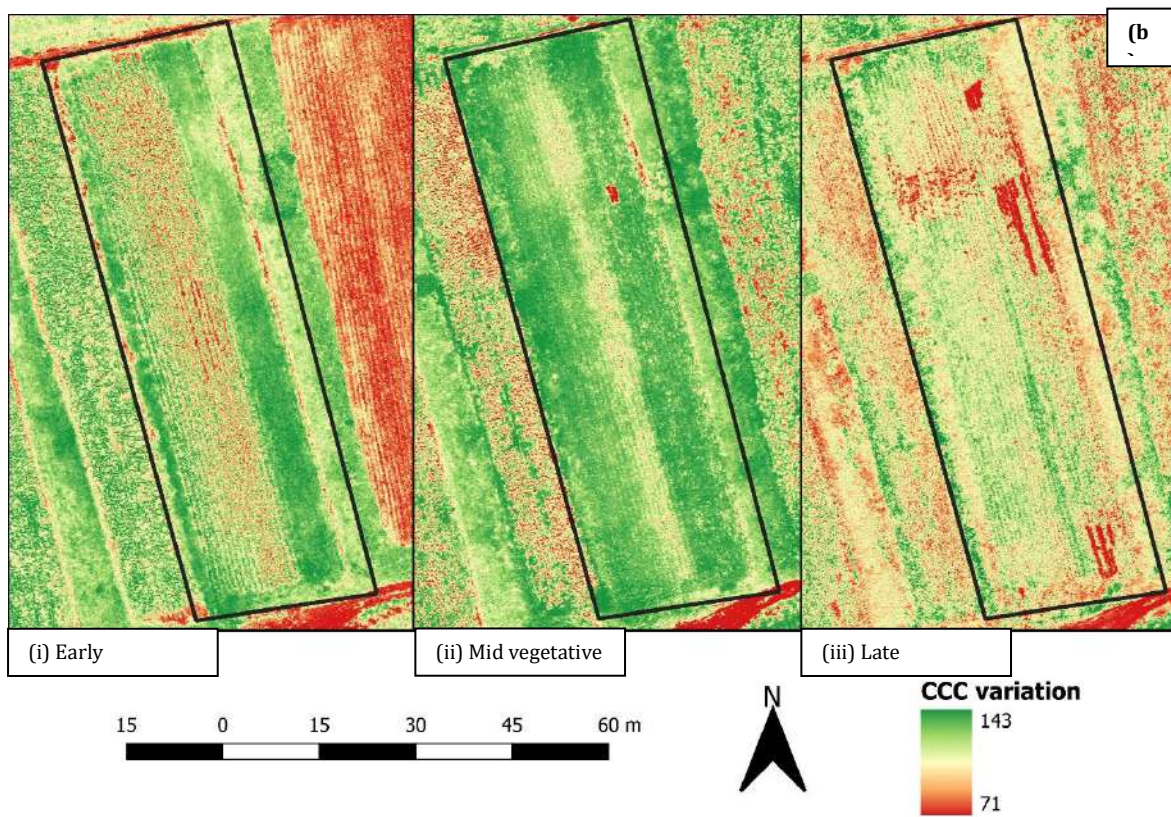 (b
`
(i) Early
(ii) Mid vegetative
(iii) Late
15 0 15 30 45 60 m
N
CCC variation
143
71